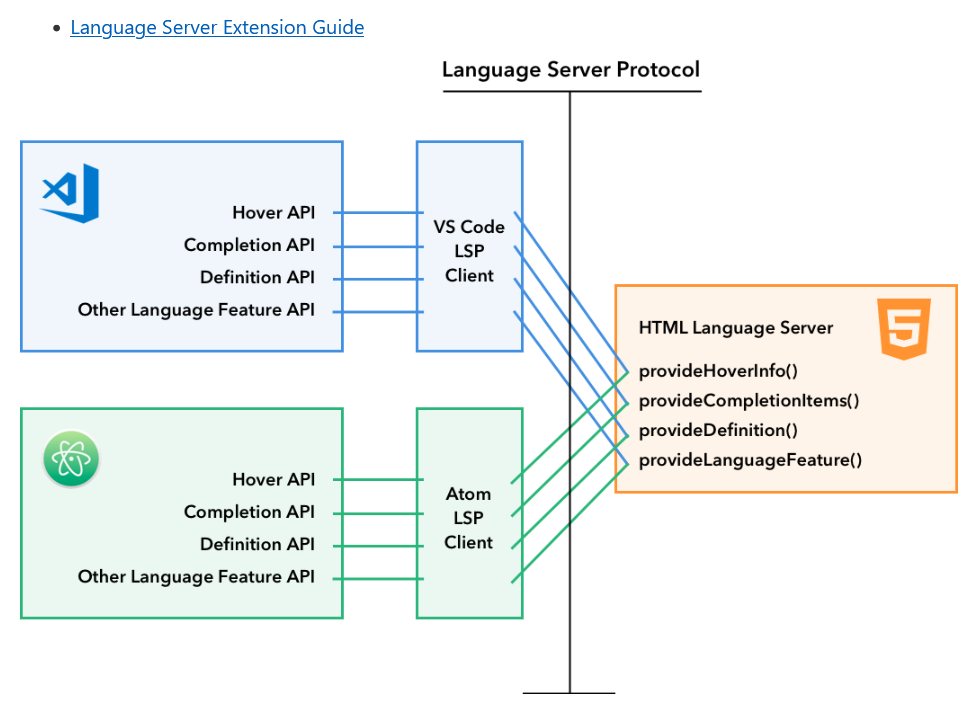 Language Server Extension Guide
Language Server Protocol
Hover API
Completion API
Definition API
Other Language Feature API
VS Code
LSP
Client
HTML Language Server
5
provideHoverInfo()
provideCompletionItems()
provideDefinition()
provideLanguageFeature()
Hover API
Completion API
Definition API
Other Language Feature API
Atom
LSP
Client